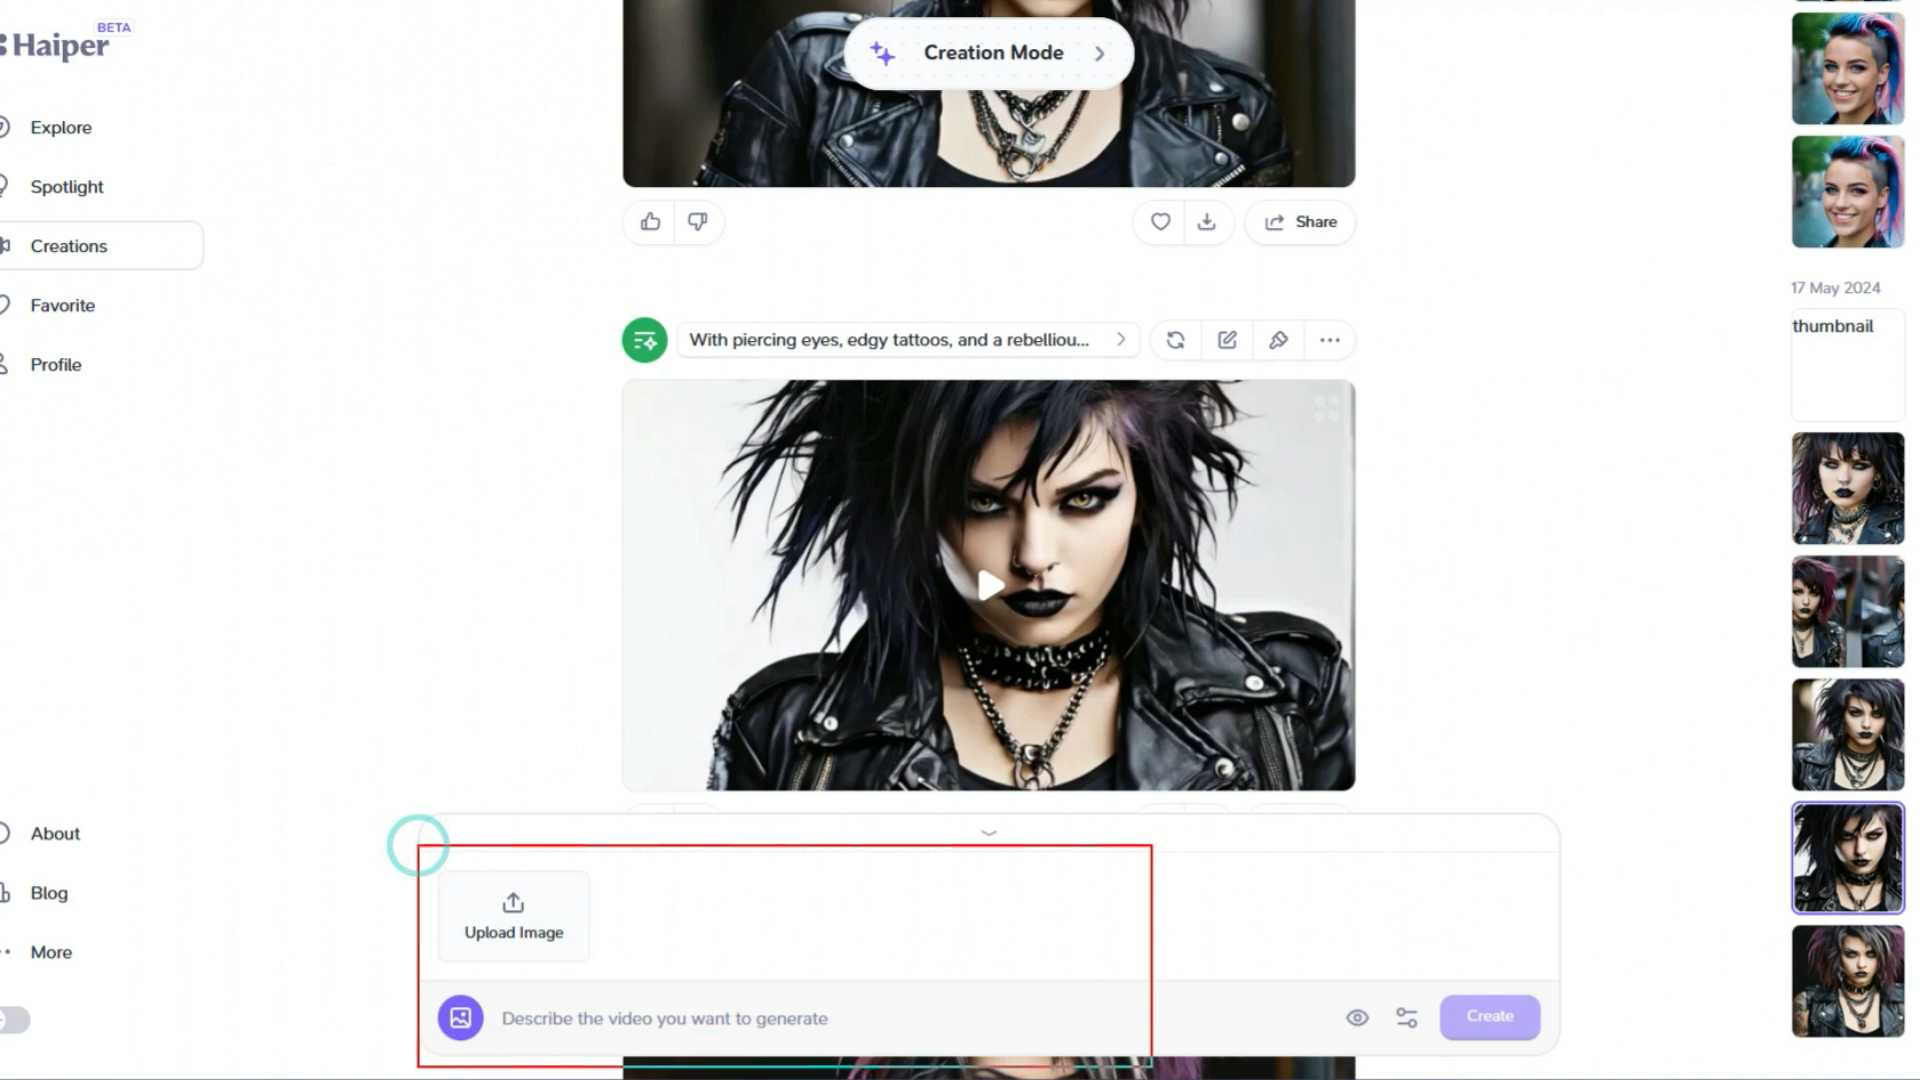 Haiper BETA
Explore
Spotlight
Creations
Favorite
Profile
About
Blog
More
Creation Mode
Share
With piercing eyes, edgy tattoos, and a rebelliou...
Upload Image
Describe the video you want to generate
Create
17 May 2024
thumbnail